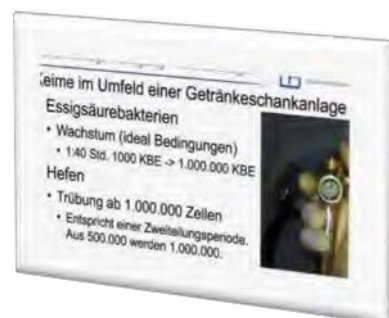 Keime im Umfeld einer Getränkeschankanlage
Essigsäurebakterien
• Wachstum (ideal Bedingungen)
• 1:40 Std. 1000 KBE -> 1.000.000 KBE
Hefen
• Trübung ab 1.000.000 Zellen
• Entspricht einer Zweiteilungsperiode.
Aus 500.000 werden 1.000.000.